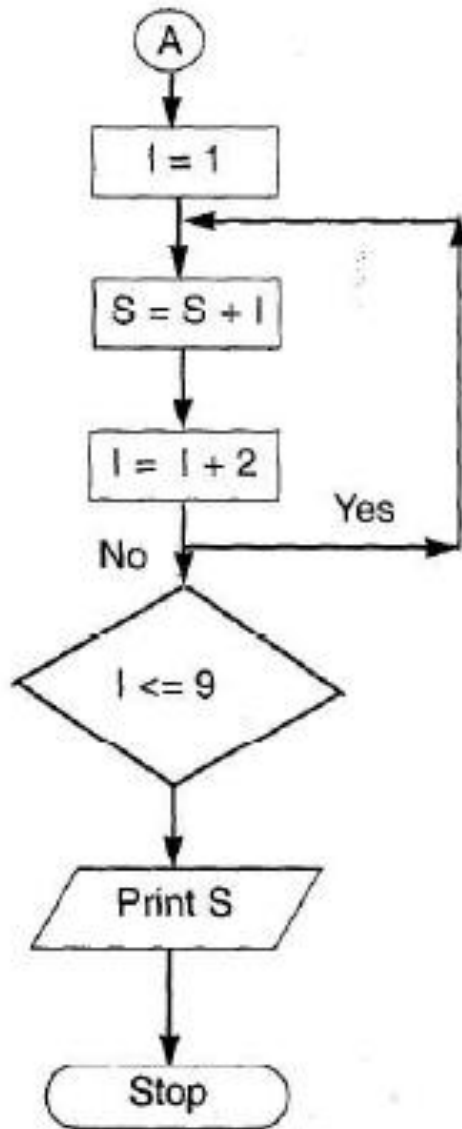 A
I = 1
S = S + I
I = I + 2
Yes
No
I <= 9
Print S
Stop